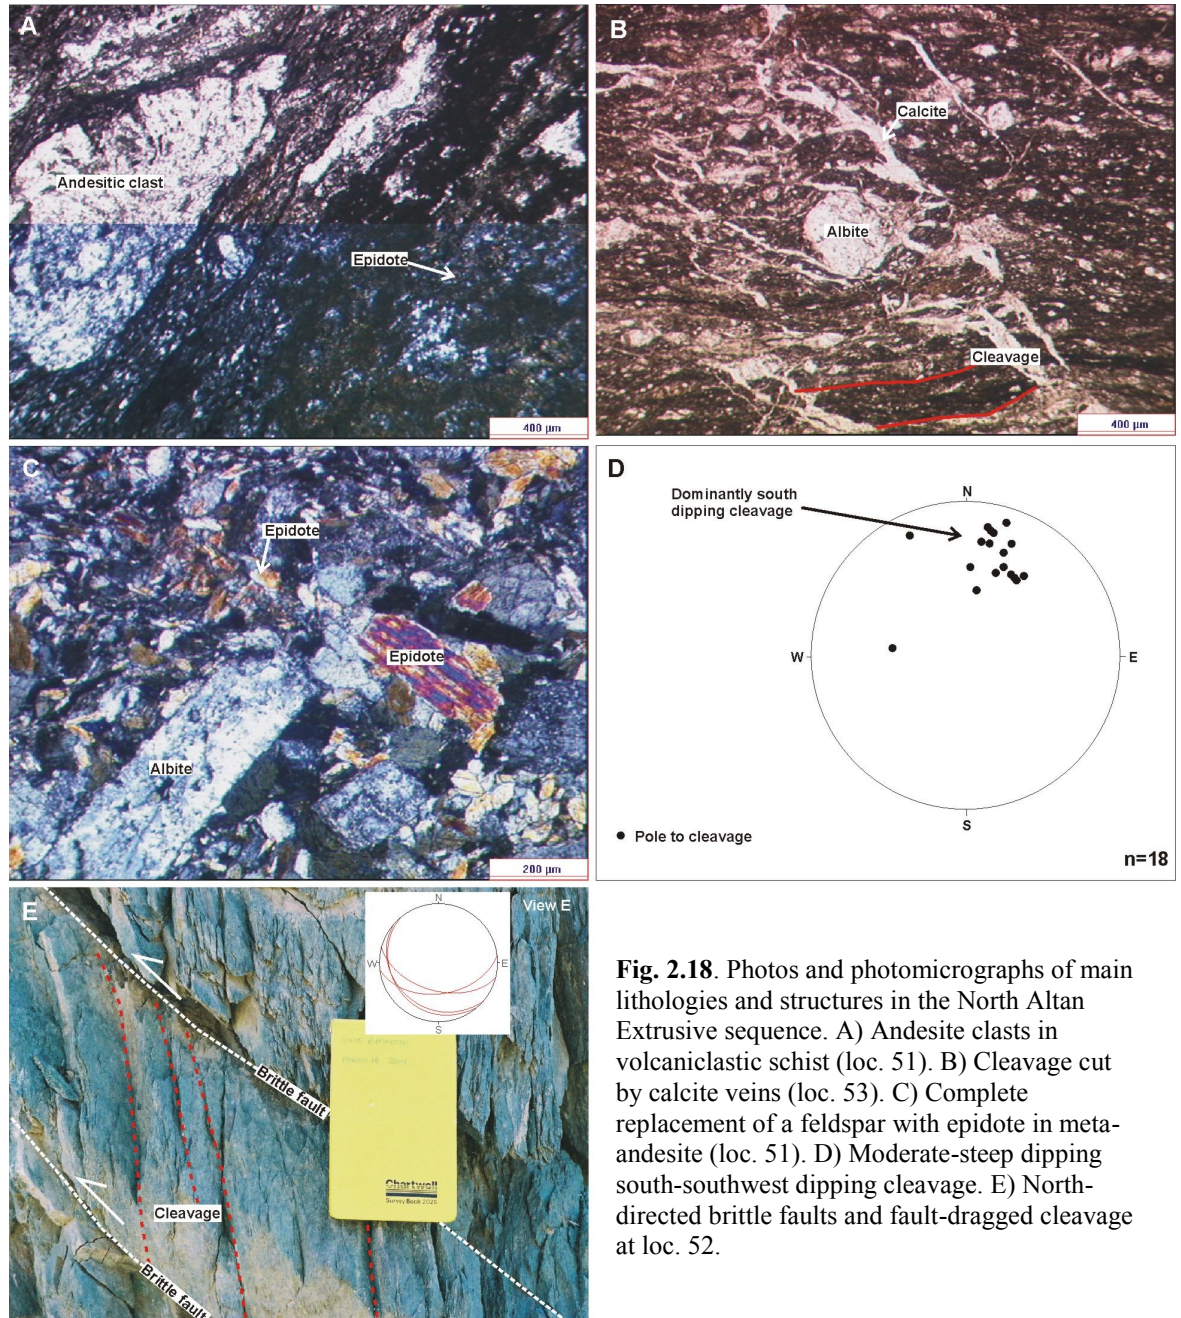 A
Andesitic clast
Epidote
400 µm
B
Calcite
Albite
Cleavage
400 µm
C
Epidote
Epidote
Albite
200 µm
D
Dominantly south
dipping cleavage
N
W
E
S
Pole to cleavage
n=18
E
View E
N
W
E
S
Brittle fault
Cleavage
Brittle fault
Chartwell
Survey Book 2026
Fig. 2.18. Photos and photomicrographs of main
lithologies and structures in the North Altan
Extrusive sequence. A) Andesite clasts in
volcaniclastic schist (loc. 51). B) Cleavage cut
by calcite veins (loc. 53). C) Complete
replacement of a feldspar with epidote in meta-
andesite (loc. 51). D) Moderate-steep dipping
south-southwest dipping cleavage. E) North-
directed brittle faults and fault-dragged cleavage
at loc. 52.